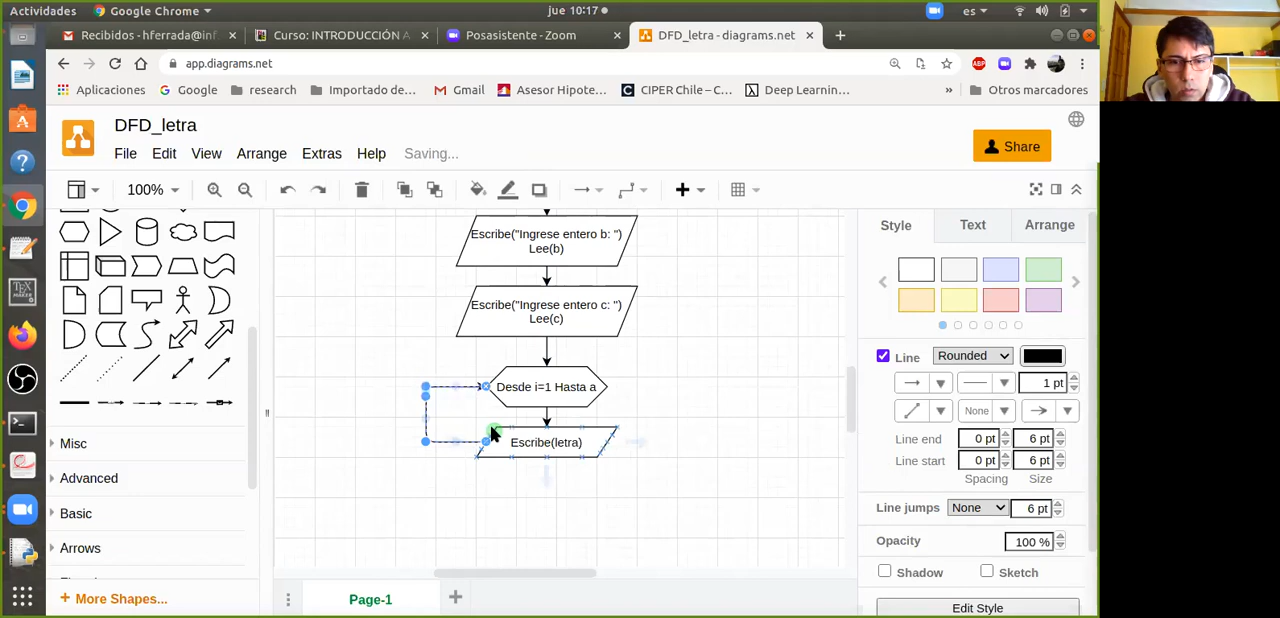 Actividades
Google Chrome
jue 10:17
es
Recibidos - hferrada@inf
Curso: INTRODUCCIÓN A
Posasistente - Zoom
DFD_letra - diagrams.net
app.diagrams.net
ABP
Aplicaciones
Google
research
Importado de...
Gmail
Asesor Hipote...
CIPER Chile – C...
Deep Learnin...
»
Otros marcadores
DFD_letra
File
Edit
View
Arrange
Extras
Help
Saving...
Share
100%
Escribe("Ingrese entero b: ")
Lee(b)
Escribe("Ingrese entero c: ")
Lee(c)
Desde i=1 Hasta a
Escribe(letra)
Misc
Advanced
Basic
Arrows
+ More Shapes...
Page-1
Style
Text
Arrange
Line
Rounded
1 pt
None
Line end
0 pt
6 pt
Line start
0 pt
6 pt
Spacing
Size
Line jumps
None
6 pt
Opacity
100 %
Shadow
Sketch
Edit Style